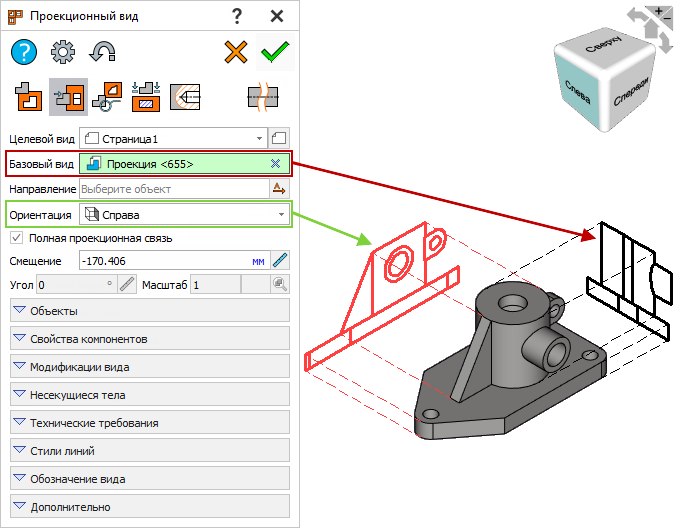 Проекционный вид ? ×
?
Целевой вид Страница1
Базовый вид Проекция <655>
Направление Выберите объект
Ориентация Справа
Полная проекционная связь
Смещение -170.406 мм
Угол 0 ° Масштаб 1
Объекты
Свойства компонентов
Модификации вида
Несекущиеся тела
Технические требования
Стили линий
Обозначение вида
Дополнительно
Сверху
Слева
Спереди